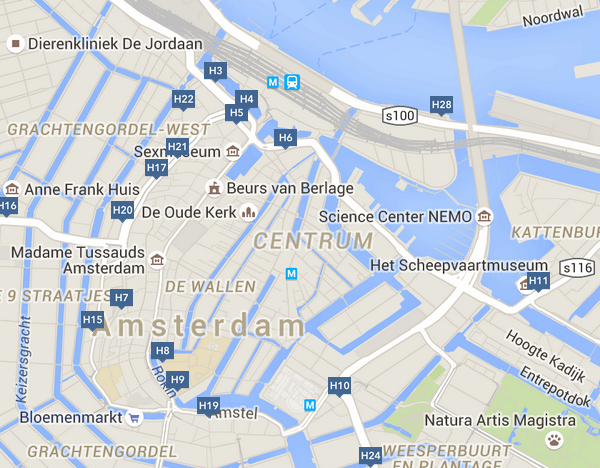 Noordwal
Dierenkliniek De Jordaan
H3
M
H22
H4
H28
H5
s100
GRACHTENGORDEL-WEST
H6
H21
Sexmuseum
H17
Anne Frank Huis
Beurs van Berlage
H16
H20
De Oude Kerk
Science Center NEMO
KATTENBUR
CENTRUM
Madame Tussauds
Amsterdam
Het Scheepvaartmuseum
s116
M
H11
DE WALLEN
E 9 STRAATJES
H7
H15
Amsterdam
Keizersgracht
H8
Hoogte Kadijk
Rokin
Entrepotdok
H9
H10
M
H19
Amstel
Bloemenmarkt
Natura Artis Magistra
GRACHTENGORDEL
H24
WEESPERBUURT
EN PLANTAGE